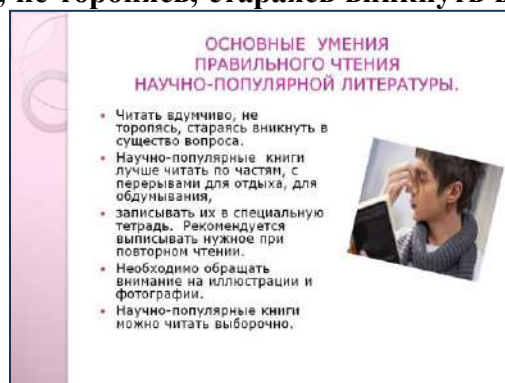 , не торопясь, стараясь вникнуть в
ОСНОВНЫЕ УМЕНИЯ
ПРАВИЛЬНОГО ЧТЕНИЯ
НАУЧНО-ПОПУЛЯРНОЙ ЛИТЕРАТУРЫ.
• Читать вдумчиво, не
торопясь, стараясь вникнуть в
существо вопроса.
• Научно-популярные книги
лучше читать по частям, с
перерывами для отдыха, для
обдумывания,
• записывать их в специальную
тетрадь. Рекомендуется
выписывать нужное при
повторном чтении.
• Необходимо обращать
внимание на иллюстрации и
фотографии.
• Научно-популярные книги
можно читать выборочно.